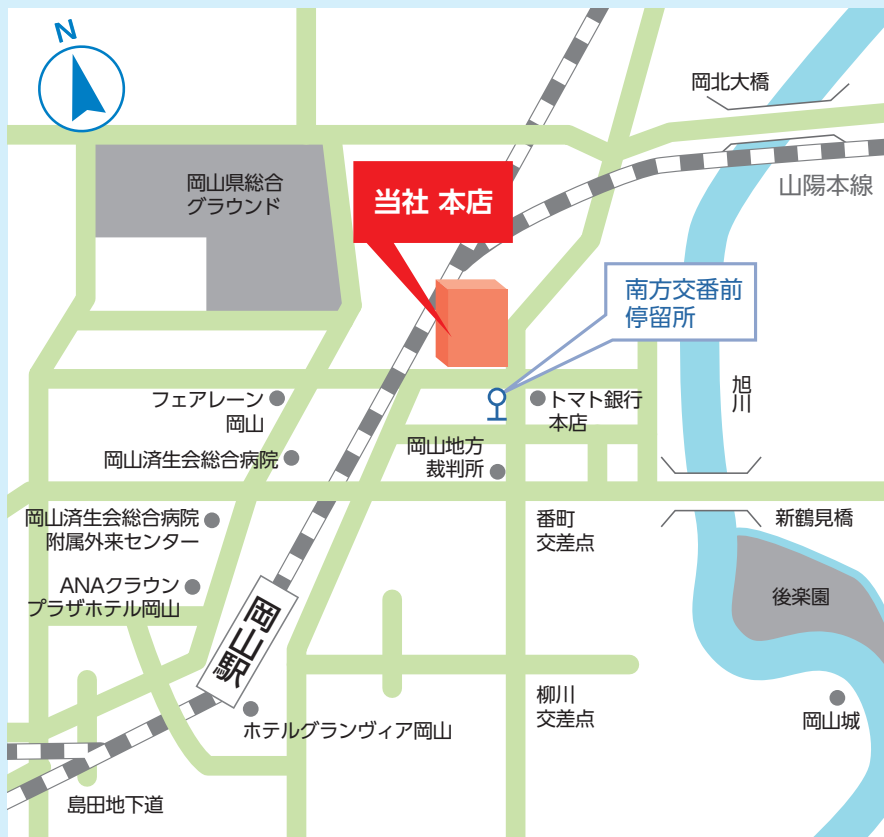 N
岡北大橋
山陽本線
岡山県総合
グラウンド
当社 本店
南方交番前
停留所
旭川
フェアレーン
岡山
トマト銀行
本店
岡山地方
裁判所
岡山済生会総合病院
岡山済生会総合病院
附属外来センター
番町
交差点
新鶴見橋
ANAクラウン
プラザホテル岡山
後楽園
岡山駅
柳川
交差点
岡山城
ホテルグランヴィア岡山
島田地下道